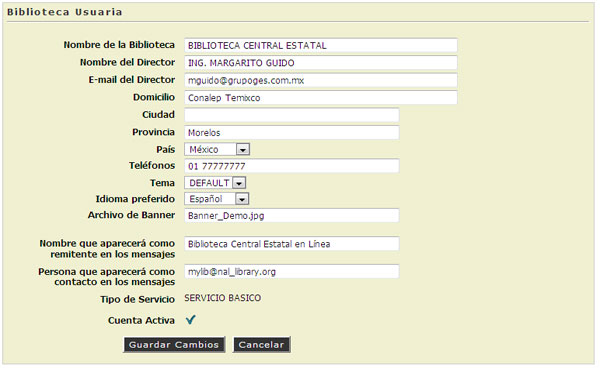 Biblioteca Usuaria
Nombre de la Biblioteca BIBLIOTECA CENTRAL ESTATAL
Nombre del Director ING. MARGARITO GUIDO
E-mail del Director mguido@grupoges.com.mx
Domicilio Conalep Temixco
Ciudad
Provincia Morelos
País México
Teléfonos 01 77777777
Tema DEFAULT
Idioma preferido Español
Archivo de Banner Banner_Demo.jpg
Nombre que aparecerá como
remitente en los mensajes Biblioteca Central Estatal en Línea
Persona que aparecerá como
contacto en los mensajes mylib@nal_library.org
Tipo de Servicio SERVICIO BASICO
Cuenta Activa
Guardar Cambios Cancelar